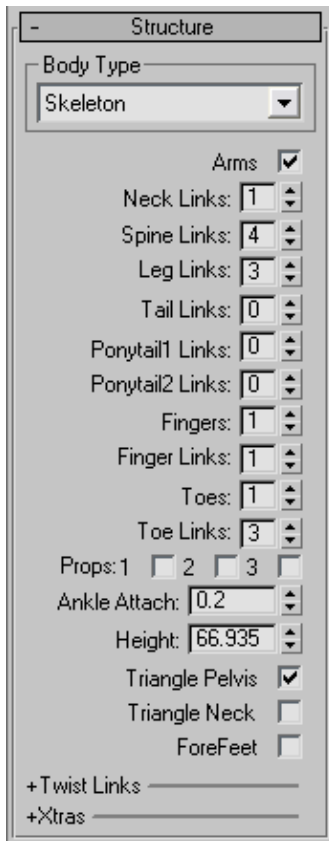 - Structure
Body Type
Skeleton
Arms
Neck Links: 1
Spine Links: 4
Leg Links: 3
Tail Links: 0
Ponytail1 Links: 0
Ponytail2 Links: 0
Fingers: 1
Finger Links: 1
Toes: 1
Toe Links: 3
Props: 1 2 3
Ankle Attach: 0.2
Height: 66.935
Triangle Pelvis
Triangle Neck
ForeFeet
+Twist Links
+Xtras